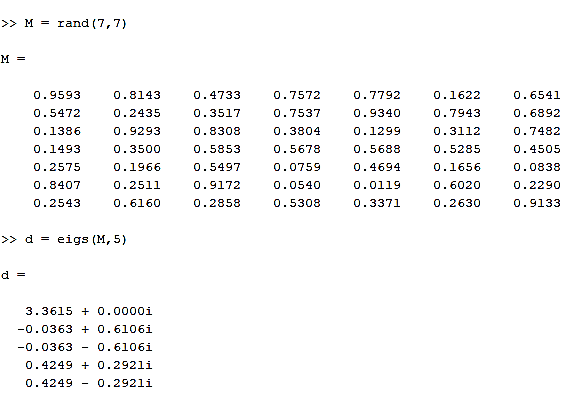 >> M = rand(7,7)
M =
0.9593 0.8143 0.4733 0.7572 0.7792 0.1622 0.6541
0.5472 0.2435 0.3517 0.7537 0.9340 0.7943 0.6892
0.1386 0.9293 0.8308 0.3804 0.1299 0.3112 0.7482
0.1493 0.3500 0.5853 0.5678 0.5688 0.5285 0.4505
0.2575 0.1966 0.5497 0.0759 0.4694 0.1656 0.0838
0.8407 0.2511 0.9172 0.0540 0.0119 0.6020 0.2290
0.2543 0.6160 0.2858 0.5308 0.3371 0.2630 0.9133
>> d = eigs(M,5)
d =
3.3615 + 0.0000i
-0.0363 + 0.6106i
-0.0363 - 0.6106i
0.4249 + 0.2921i
0.4249 - 0.2921i